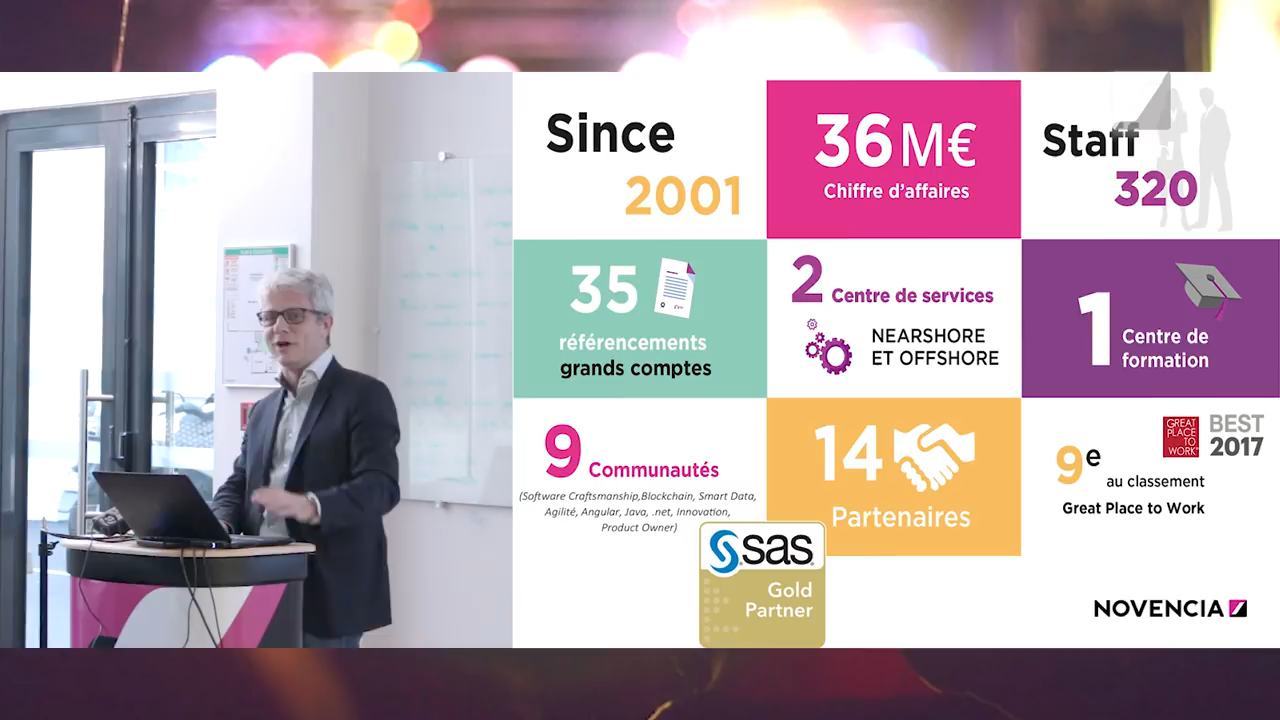 Since
2001
36 M€
Chiffre d'affaires
Staff
320
35
référencements
grands comptes
2 Centre de services
NEARSHORE
ET OFFSHORE
1 Centre de
formation
9 Communautés
(Software Craftsmanship,Blockchain, Smart Data,
Agilité, Angular, Java, .net, Innovation,
Product Owner)
14
Partenaires
GREAT
PLACE
TO
WORK
BEST
2017
9e
au classement
Great Place to Work
sas
Gold
Partner
NOVENCIA